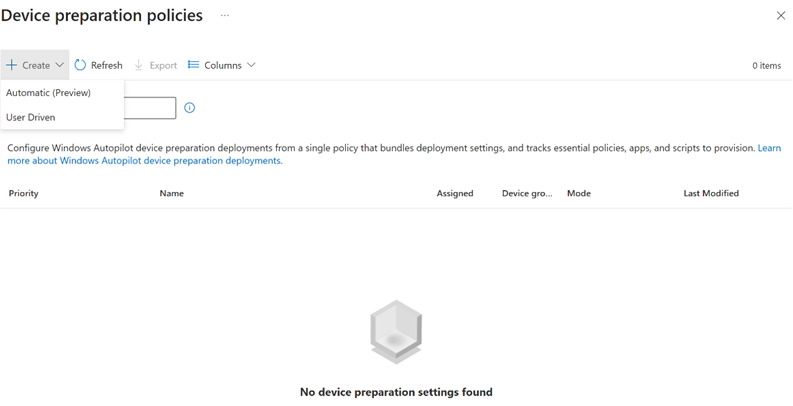 Device preparation policies ...
Create Refresh Export Columns 0 items
Automatic (Preview)
User Driven
Configure Windows Autopilot device preparation deployments from a single policy that bundles deployment settings, and tracks essential policies, apps, and scripts to provision. Learn
more about Windows Autopilot device preparation deployments.
Priority Name Assigned Device gro... Mode Last Modified
No device preparation settings found